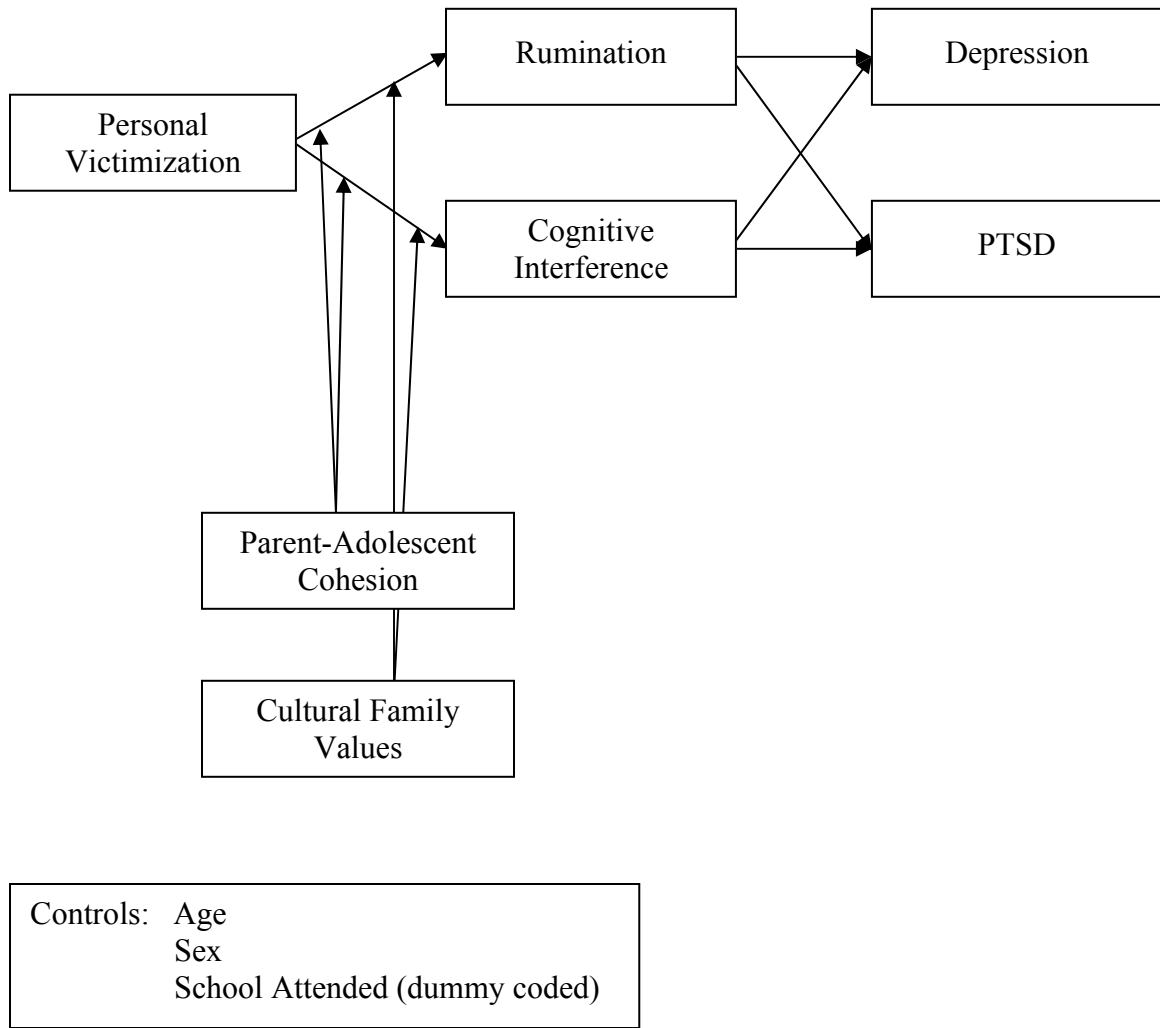 Rumination
Depression
Personal
Victimization
Cognitive
Interference
PTSD
Parent-Adolescent
Cohesion
Cultural Family
Values
Controls: Age
Sex
School Attended (dummy coded)